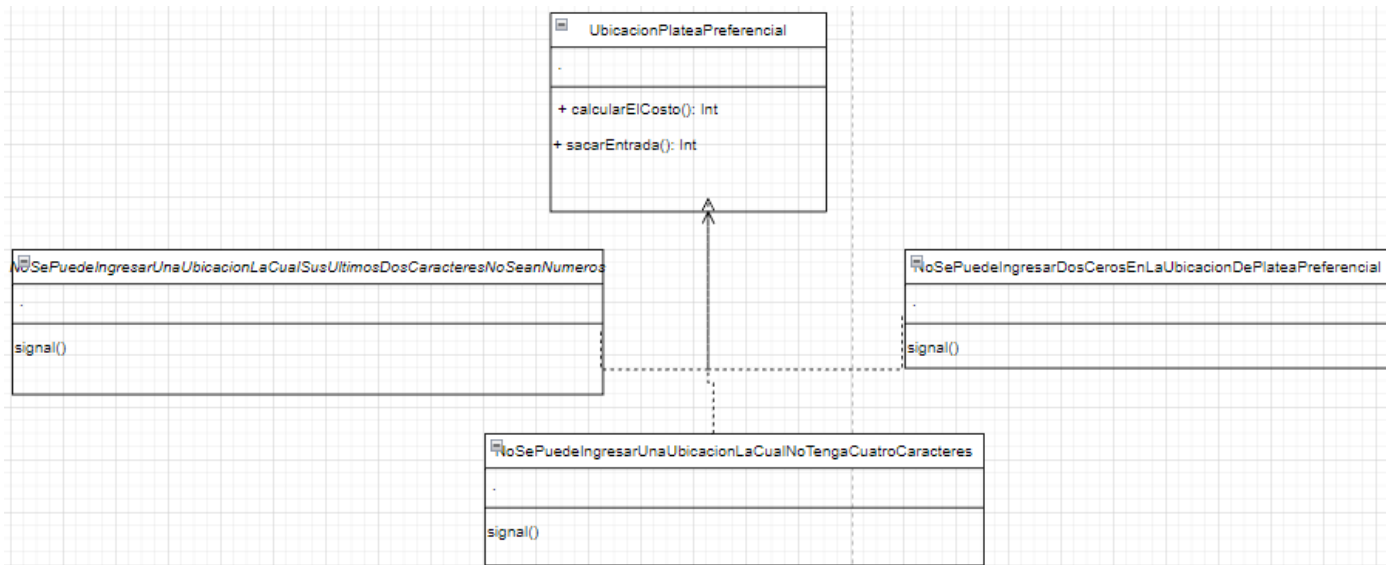 UbicacionPlateaPreferencial
.
+ calcularElCosto(): Int
+ sacarEntrada(): Int
NoSePuedeIngresarUnaUbicacionLaCualSusUltimosDosCaracteresNoSeanNumeros
.
signal()
NoSePuedeIngresarDosCerosEnLaUbicacionDePlateaPreferencial
.
signal()
NoSePuedeIngresarUnaUbicacionLaCualNoTengaCuatroCaracteres
.
signal()